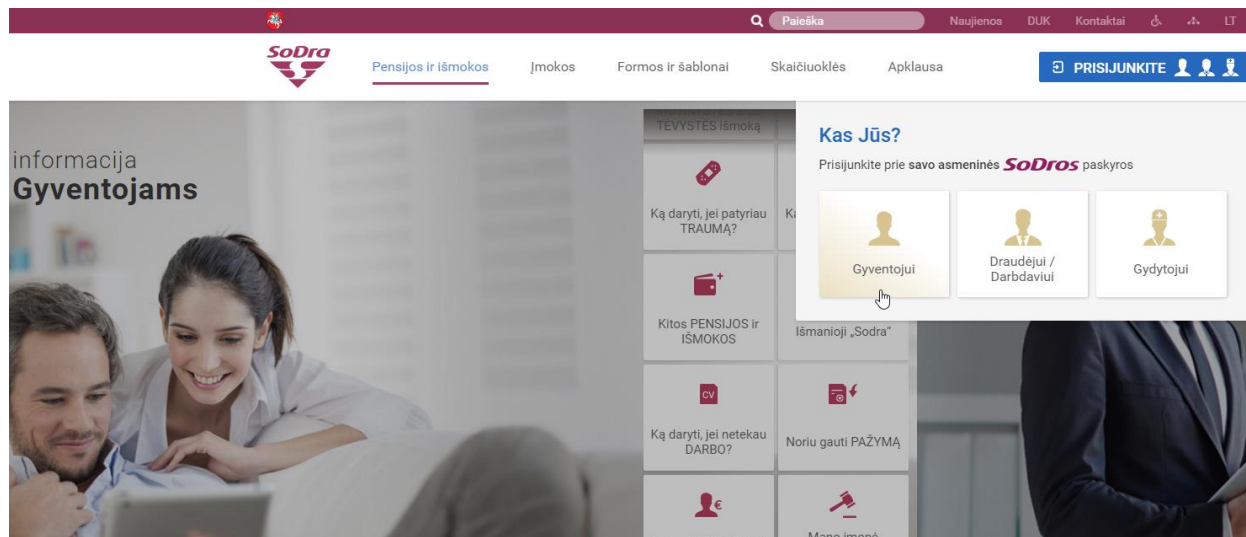 Paieška
Naujienos
DUK
Kontaktai
LT
SoDra
Pensijos ir išmokos
Įmokos
Formos ir šablonai
Skaičiuoklės
Apklausa
PRISIJUNKITE
informacija
Gyventojams
TĖVYSTĖS išmoką
Ką daryti, jei patyriau
TRAUMĄ?
Kitos PENSIJOS ir
IŠMOKOS
Išmanioji „Sodra“
CV
Ką daryti, jei netekau
DARBO?
Noriu gauti PAŽYMĄ
€
Kas Jūs?
Prisijunkite prie savo asmeninės SoDros paskyros
Gyventojui
Draudėjui /
Darbdaviui
Gydytojui